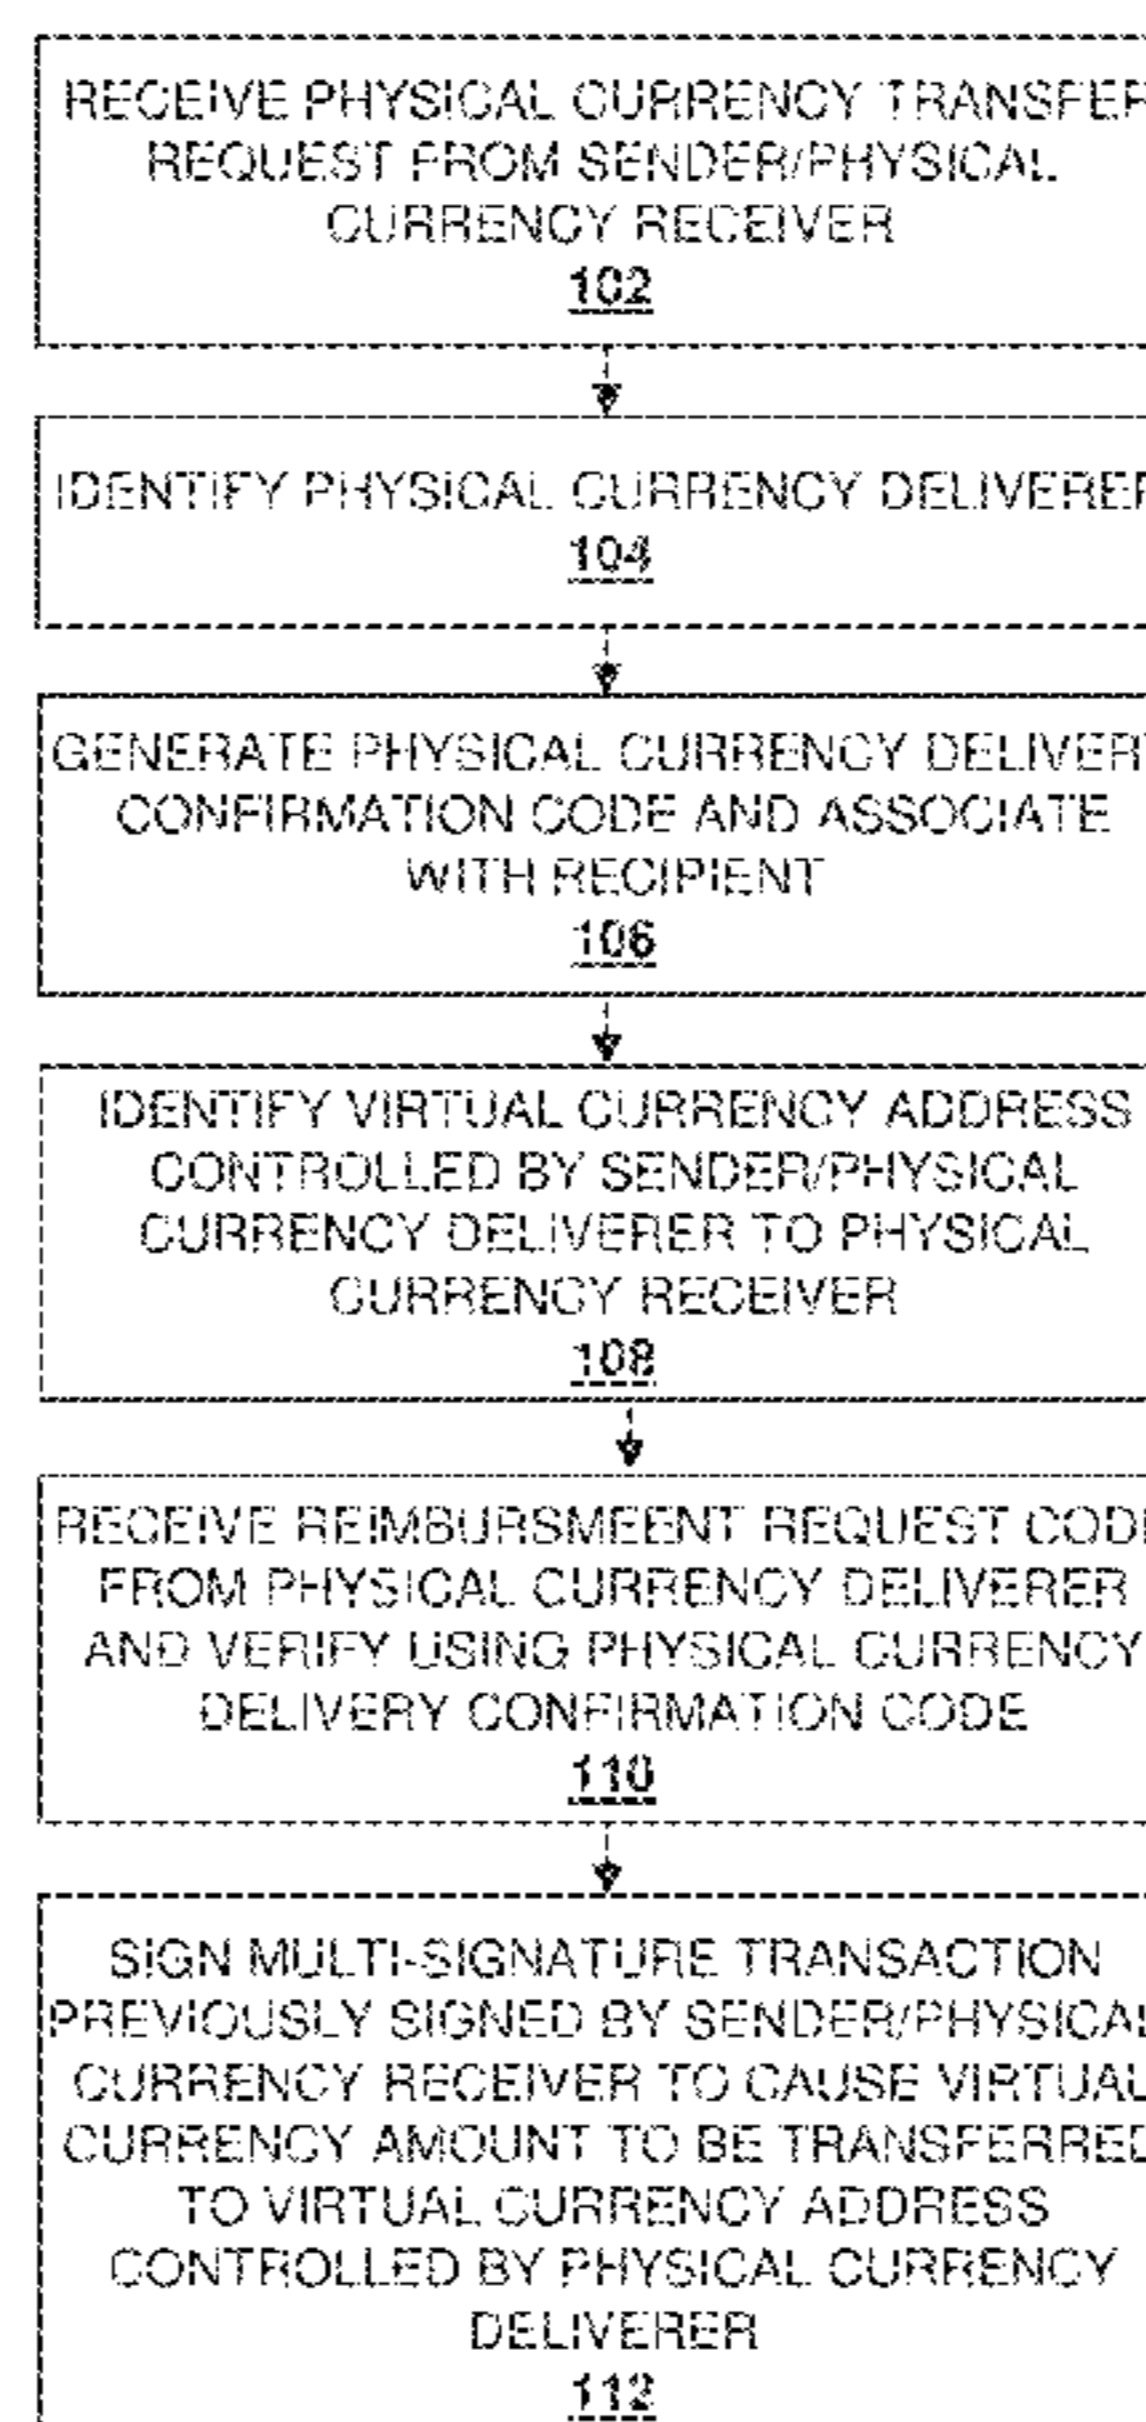 RECEIVE PHYSICAL CURRENCY TRANSFER
REQUEST FROM SENDER/PHYSICAL
CURRENCY RECEIVER
102
IDENTIFY PHYSICAL CURRENCY DELIVERER
104
GENERATE PHYSICAL CURRENCY DELIVERY
CONFIRMATION CODE AND ASSOCIATE
WITH RECIPIENT
106
IDENTIFY VIRTUAL CURRENCY ADDRESS
CONTROLLED BY SENDER/PHYSICAL
CURRENCY DELIVERER TO PHYSICAL
CURRENCY RECEIVER
108
RECEIVE REIMBURSMEENT REQUEST CODE
FROM PHYSICAL CURRENCY DELIVERER
AND VERIFY USING PHYSICAL CURRENCY
DELIVERY CONFIRMATION CODE
110
SIGN MULTI-SIGNATURE TRANSACTION
PREVIOUSLY SIGNED BY SENDER/PHYSICAL
CURRENCY RECEIVER TO CAUSE VIRTUAL
CURRENCY AMOUNT TO BE TRANSFERRED
TO VIRTUAL CURRENCY ADDRESS
CONTROLLED BY PHYSICAL CURRENCY
DELIVERER
112